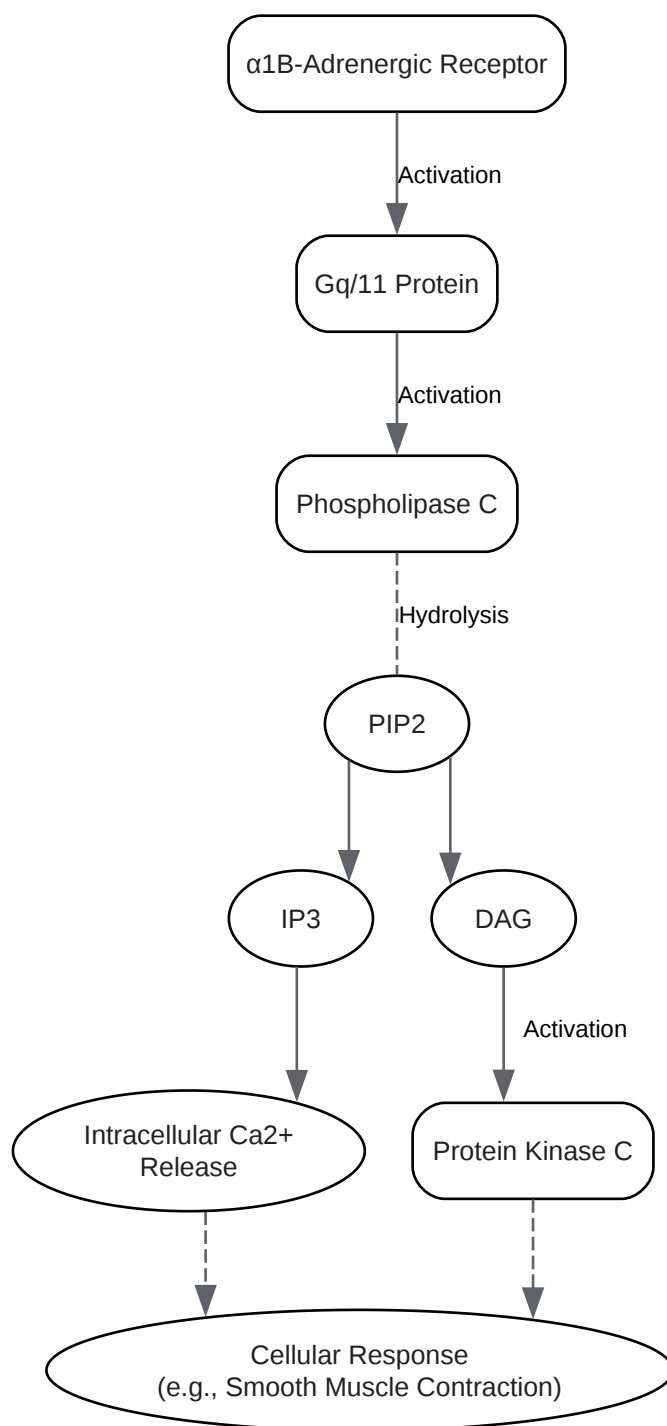 α1B-Adrenergic Receptor
Activation
Gq/11 Protein
Activation
Phospholipase C
Hydrolysis
PIP2
IP3
DAG
Activation
Intracellular Ca2+
Release
Protein Kinase C
Cellular Response
(e.g., Smooth Muscle Contraction)